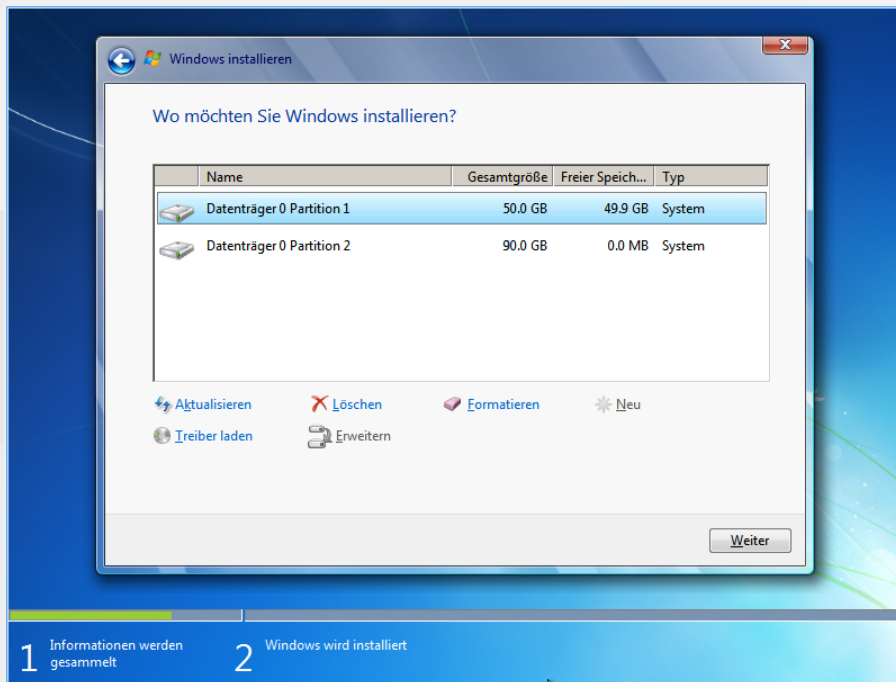 Windows installieren
Wo möchten Sie Windows installieren?
Name Gesamtgröße Freier Speich... Typ
Datenträger 0 Partition 1 50.0 GB 49.9 GB System
Datenträger 0 Partition 2 90.0 GB 0.0 MB System
Aktualisieren Löschen Formatieren Neu
Treiber laden Erweitern
Weiter
1 Informationen werden gesammelt
2 Windows wird installiert